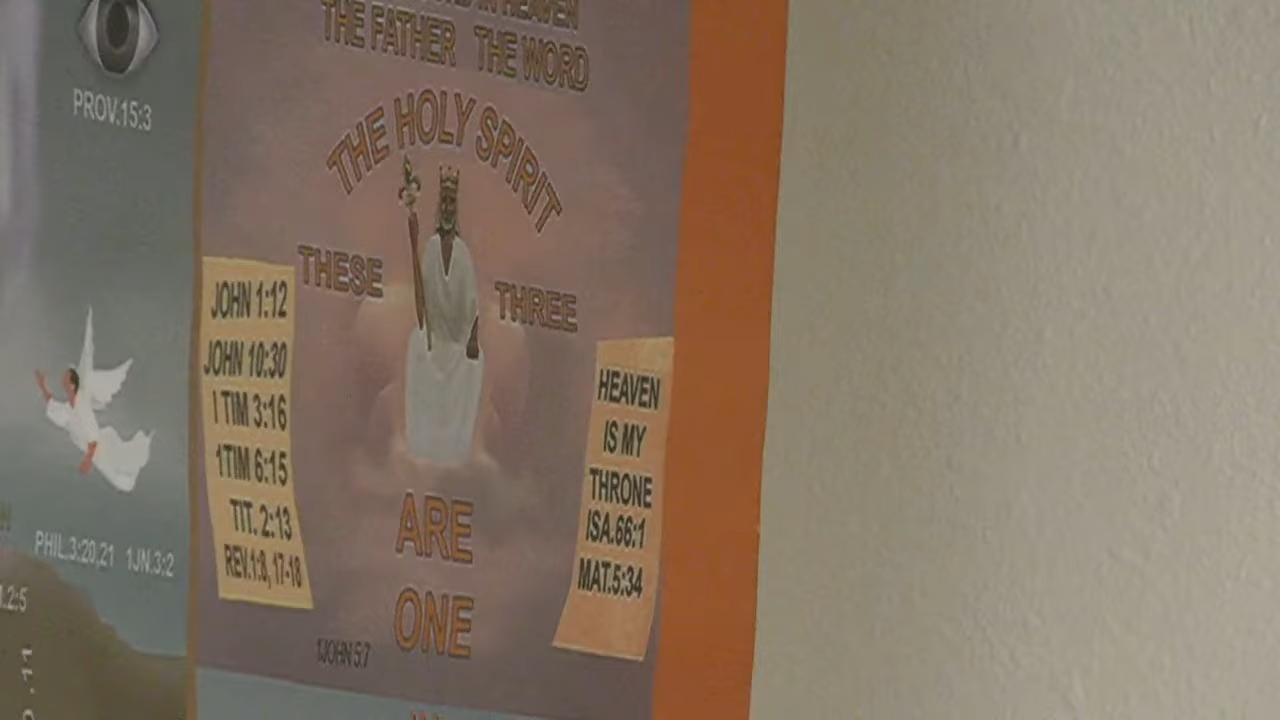 IN HEAVEN
THE FATHER THE WORD
PROV.15:3
THE HOLY SPIRIT
THESE
THREE
JOHN 1:12
JOHN 10:30
I TIM 3:16
1TIM 6:15
TIT. 2:13
REV.1:8, 17-18
HEAVEN
IS MY
THRONE
ISA.66:1
MAT.5:34
ARE
ONE
1JOHN 5:7
PHIL.3:20,21 1JN.3:2